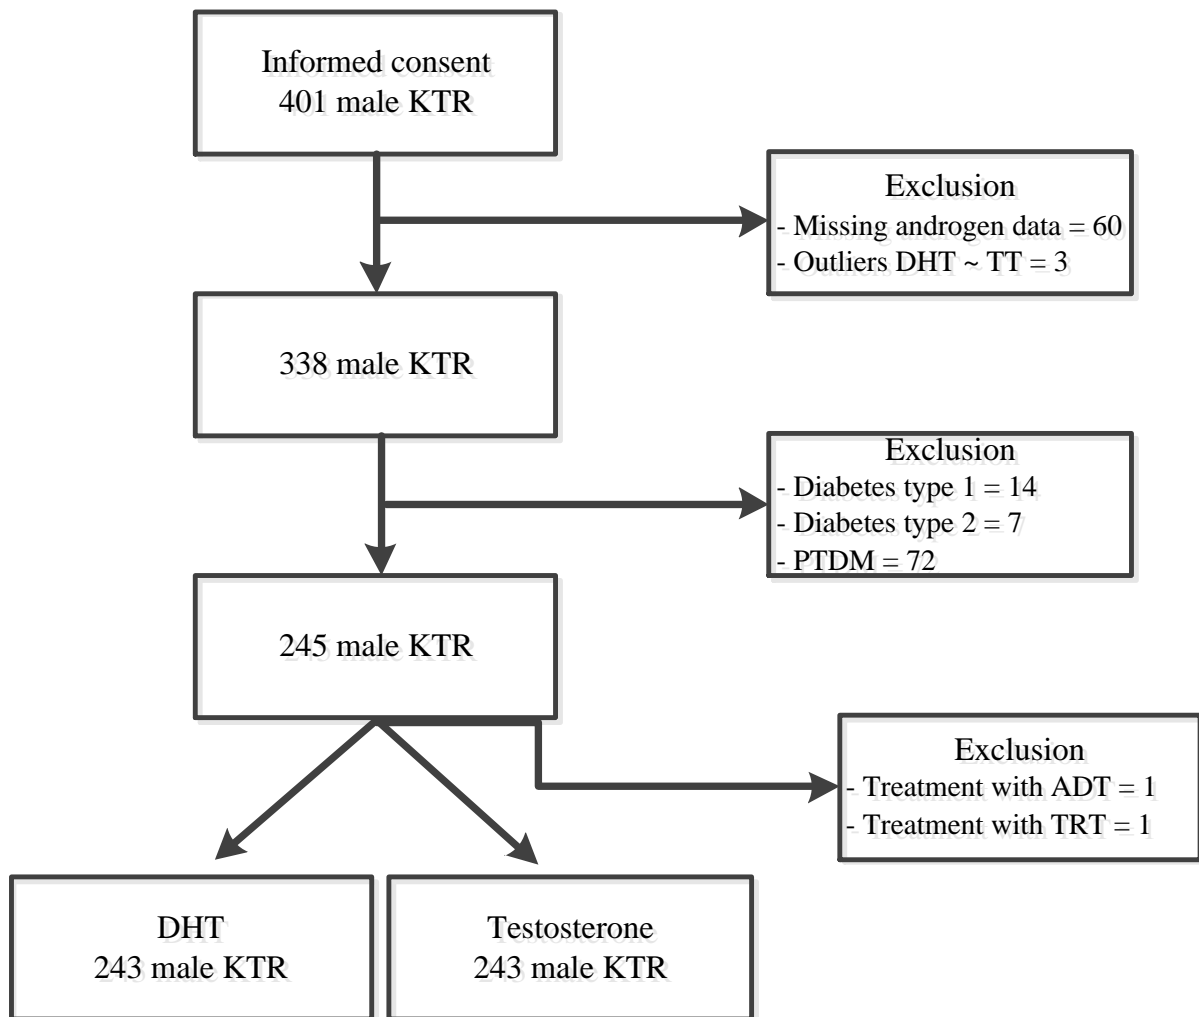 Informed consent
401 male KTR
Exclusion
- Missing androgen data = 60
- Outliers DHT ~ TT = 3
338 male KTR
Exclusion
- Diabetes type 1 = 14
- Diabetes type 2 = 7
- PTDM = 72
245 male KTR
Exclusion
- Treatment with ADT = 1
- Treatment with TRT = 1
DHT
243 male KTR
Testosterone
243 male KTR